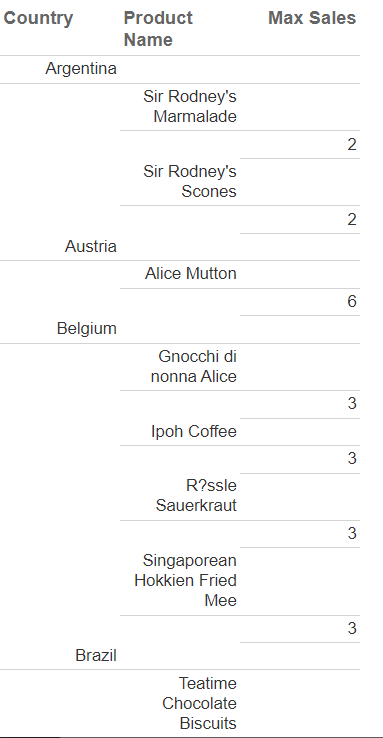 Country Product Max Sales
Name
Argentina
Sir Rodney's
Marmalade
2
Sir Rodney's
Scones
2
Austria
Alice Mutton
6
Belgium
Gnocchi di
nonna Alice
3
Ipoh Coffee
3
R?ssle
Sauerkraut
3
Singaporean
Hokkien Fried
Mee
3
Brazil
Teatime
Chocolate
Biscuits